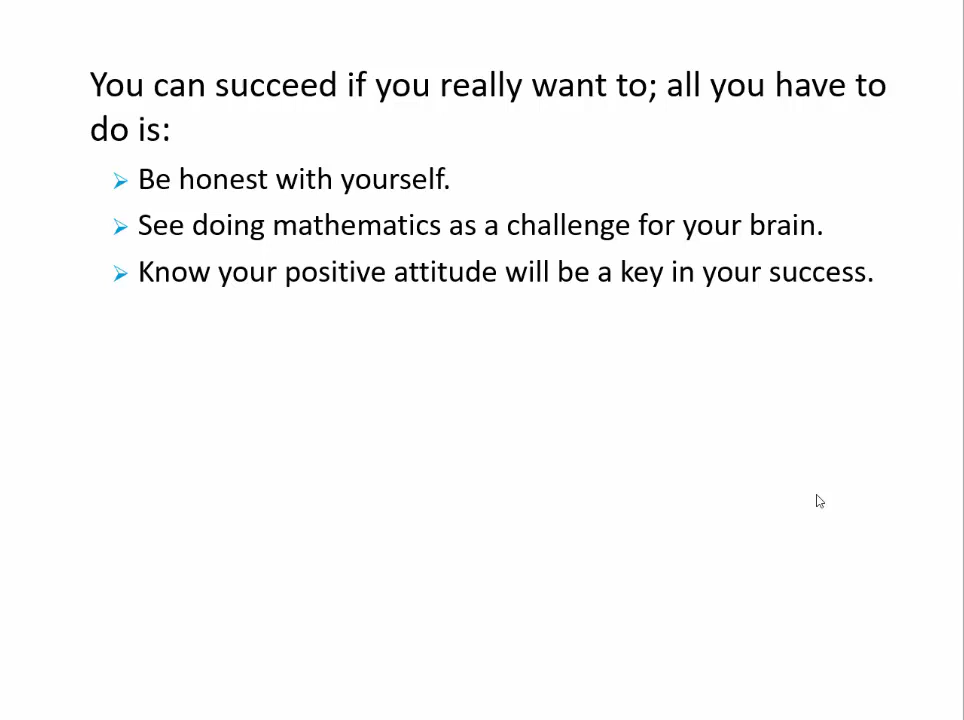 You can succeed if you really want to; all you have to
do is:
Be honest with yourself.
See doing mathematics as a challenge for your brain.
Know your positive attitude will be a key in your success.